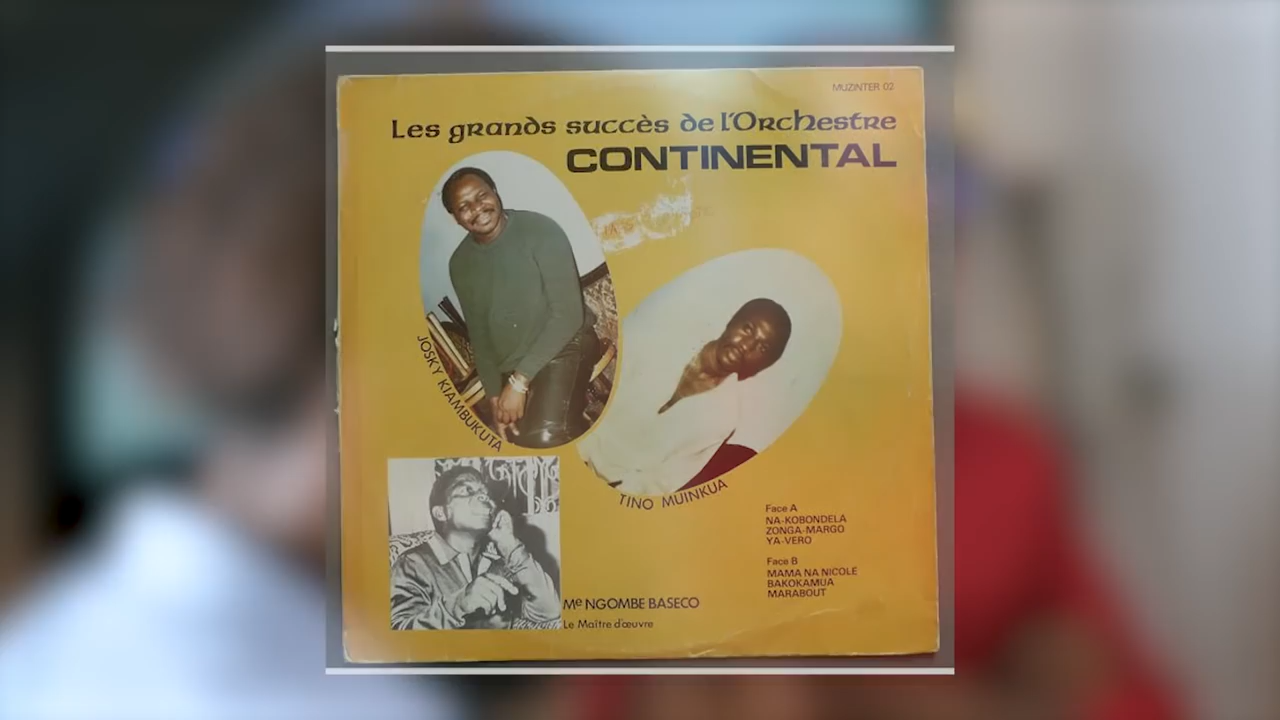 MUZINTER 02
Les grands succès de l'Orchestre
CONTINENTAL
JOSKY KIAMBUKUTA
TINO MUINKUA
Face A
NA-KOBONDELA
ZONGA-MARGO
YA-VERO
Face B
MAMA NA NICOLE
BAKOKAMUA
MARABOUT
Me NGOMBE BASECO
Le Maître d'œuvre